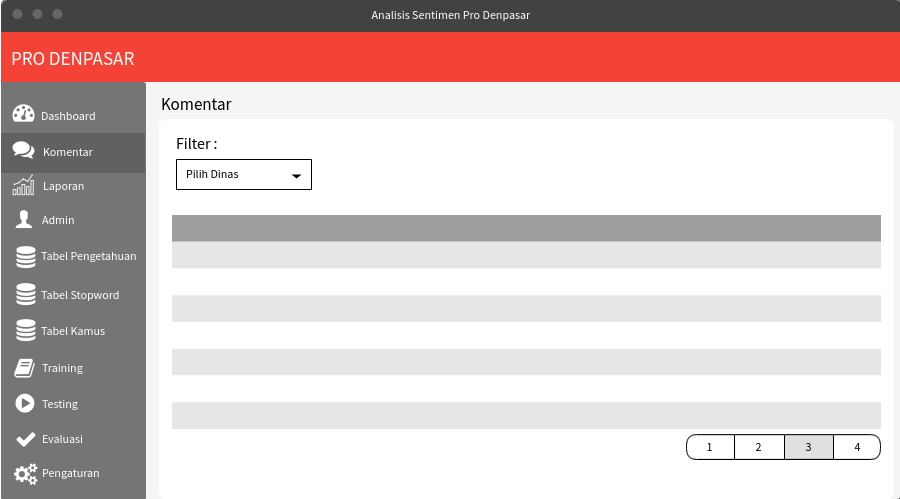 Analisis Sentimen Pro Denpasar
PRO DENPASAR
Dashboard
Komentar
Laporan
Admin
Tabel Pengetahuan
Tabel Stopword
Tabel Kamus
Training
Testing
Evaluasi
Pengaturan
Komentar
Filter :
Pilih Dinas
1 2 3 4